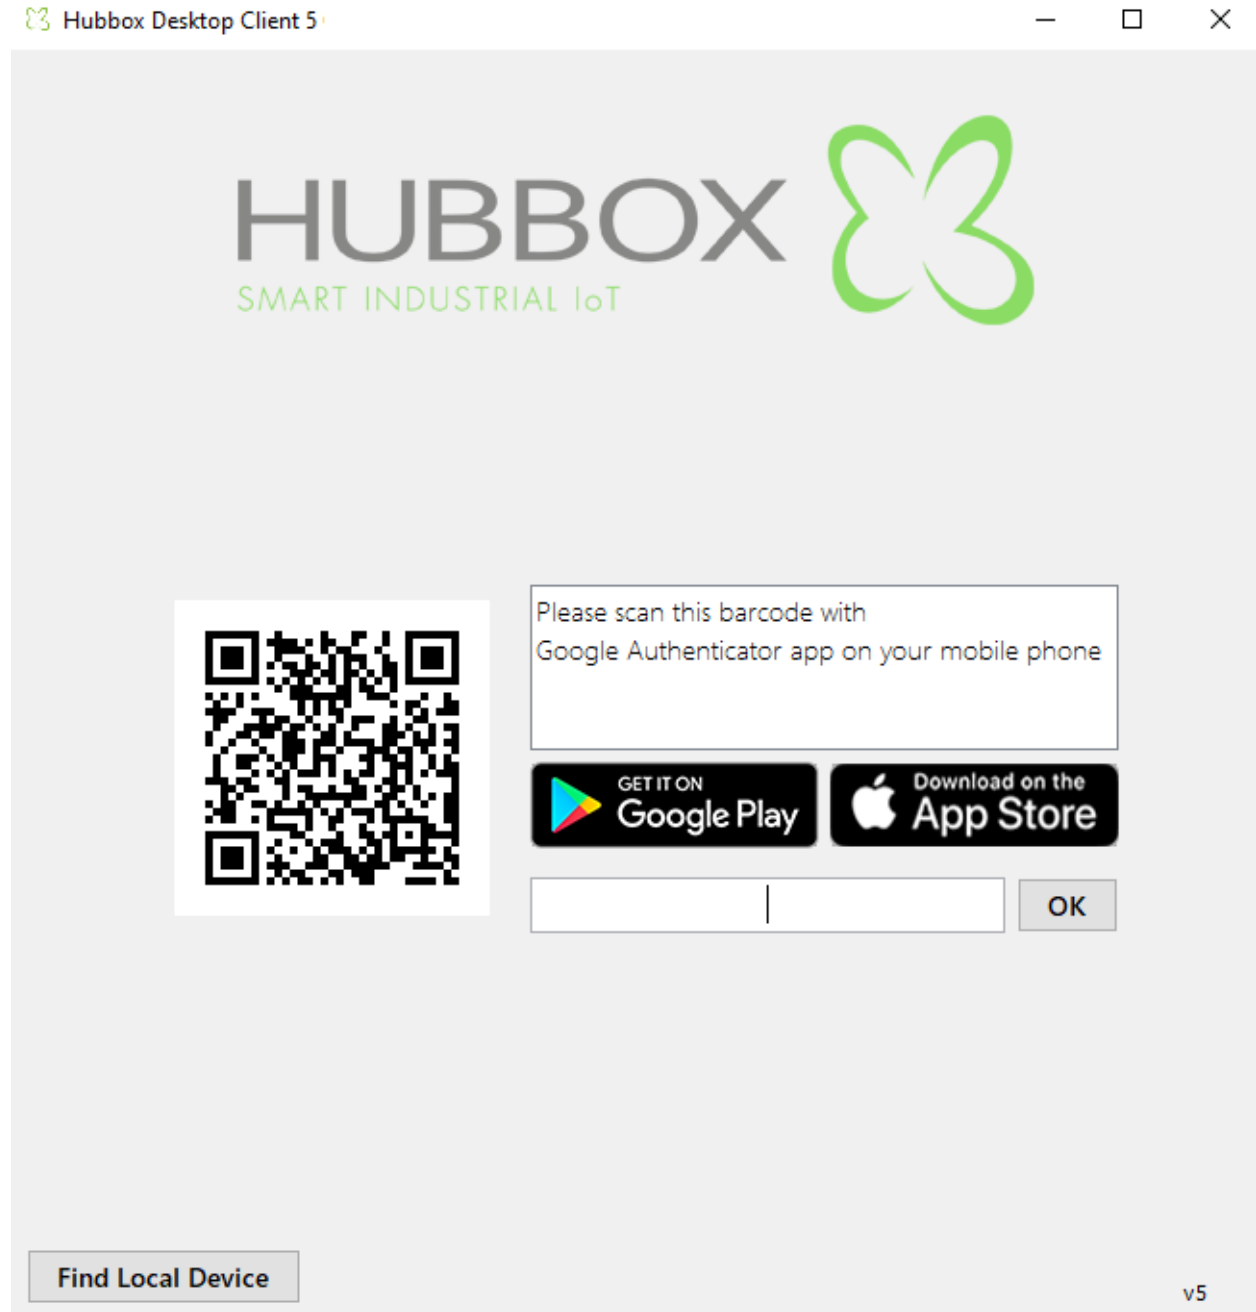 Hubbox Desktop Client 5
HUBBOX
SMART INDUSTRIAL IoT
Please scan this barcode with
Google Authenticator app on your mobile phone
GET IT ON
Google Play
Download on the
App Store
OK
Find Local Device
v5